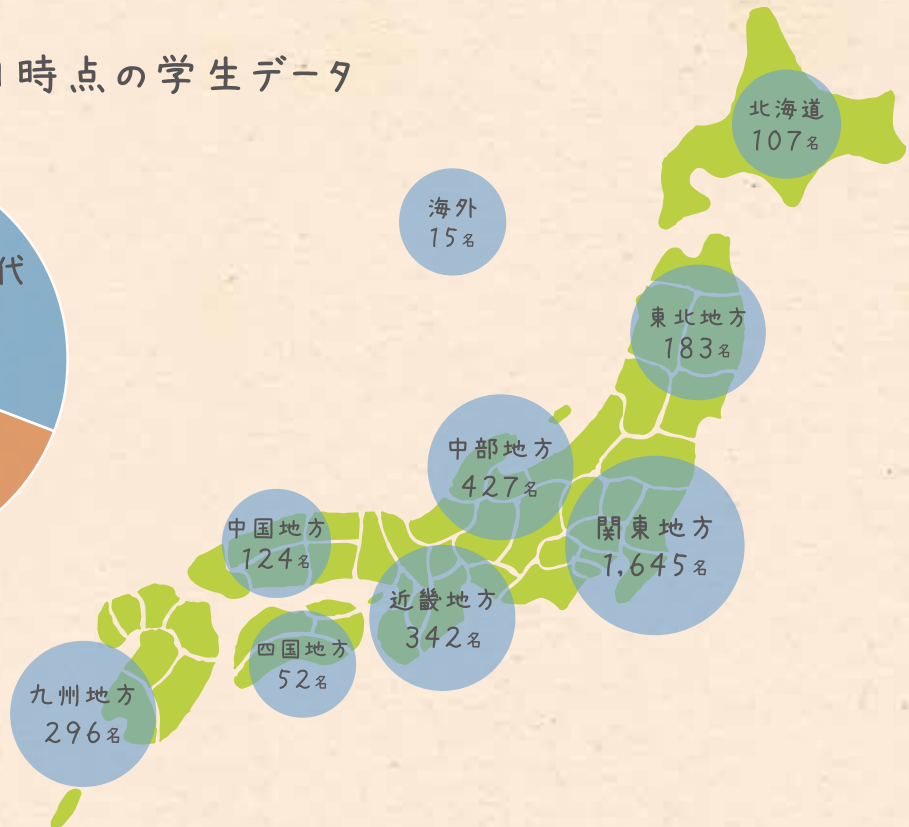 時点の学生データ
代
北海道
107名
海外
15名
東北地方
183名
中部地方
427名
関東地方
1,645名
中国地方
124名
近畿地方
342名
四国地方
52名
九州地方
296名